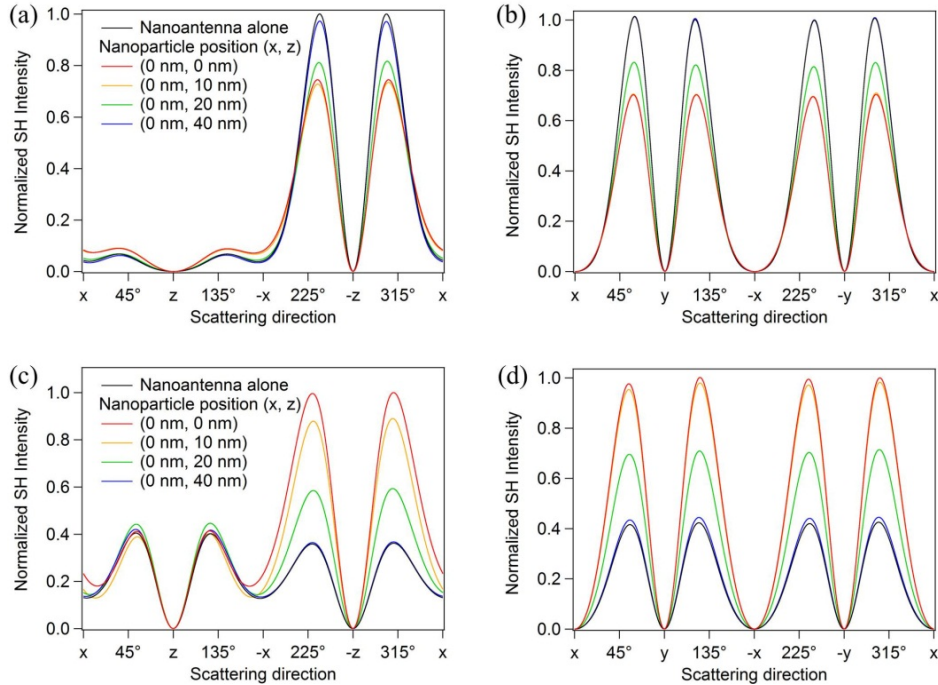 (a)
Normalized SH Intensity
1.0
0.8
0.6
0.4
0.2
0.0
Nanoantenna alone
Nanoparticle position (x, z)
(0 nm, 0 nm)
(0 nm, 10 nm)
(0 nm, 20 nm)
(0 nm, 40 nm)
x 45° z 135° -x 225° -z 315° x
Scattering direction
(b)
Normalized SH Intensity
1.0
0.8
0.6
0.4
0.2
0.0
x 45° y 135° -x 225° -y 315° x
Scattering direction
(c)
Normalized SH Intensity
1.0
0.8
0.6
0.4
0.2
0.0
Nanoantenna alone
Nanoparticle position (x, z)
(0 nm, 0 nm)
(0 nm, 10 nm)
(0 nm, 20 nm)
(0 nm, 40 nm)
x 45° z 135° -x 225° -z 315° x
Scattering direction
(d)
Normalized SH Intensity
1.0
0.8
0.6
0.4
0.2
0.0
x 45° y 135° -x 225° -y 315° x
Scattering direction